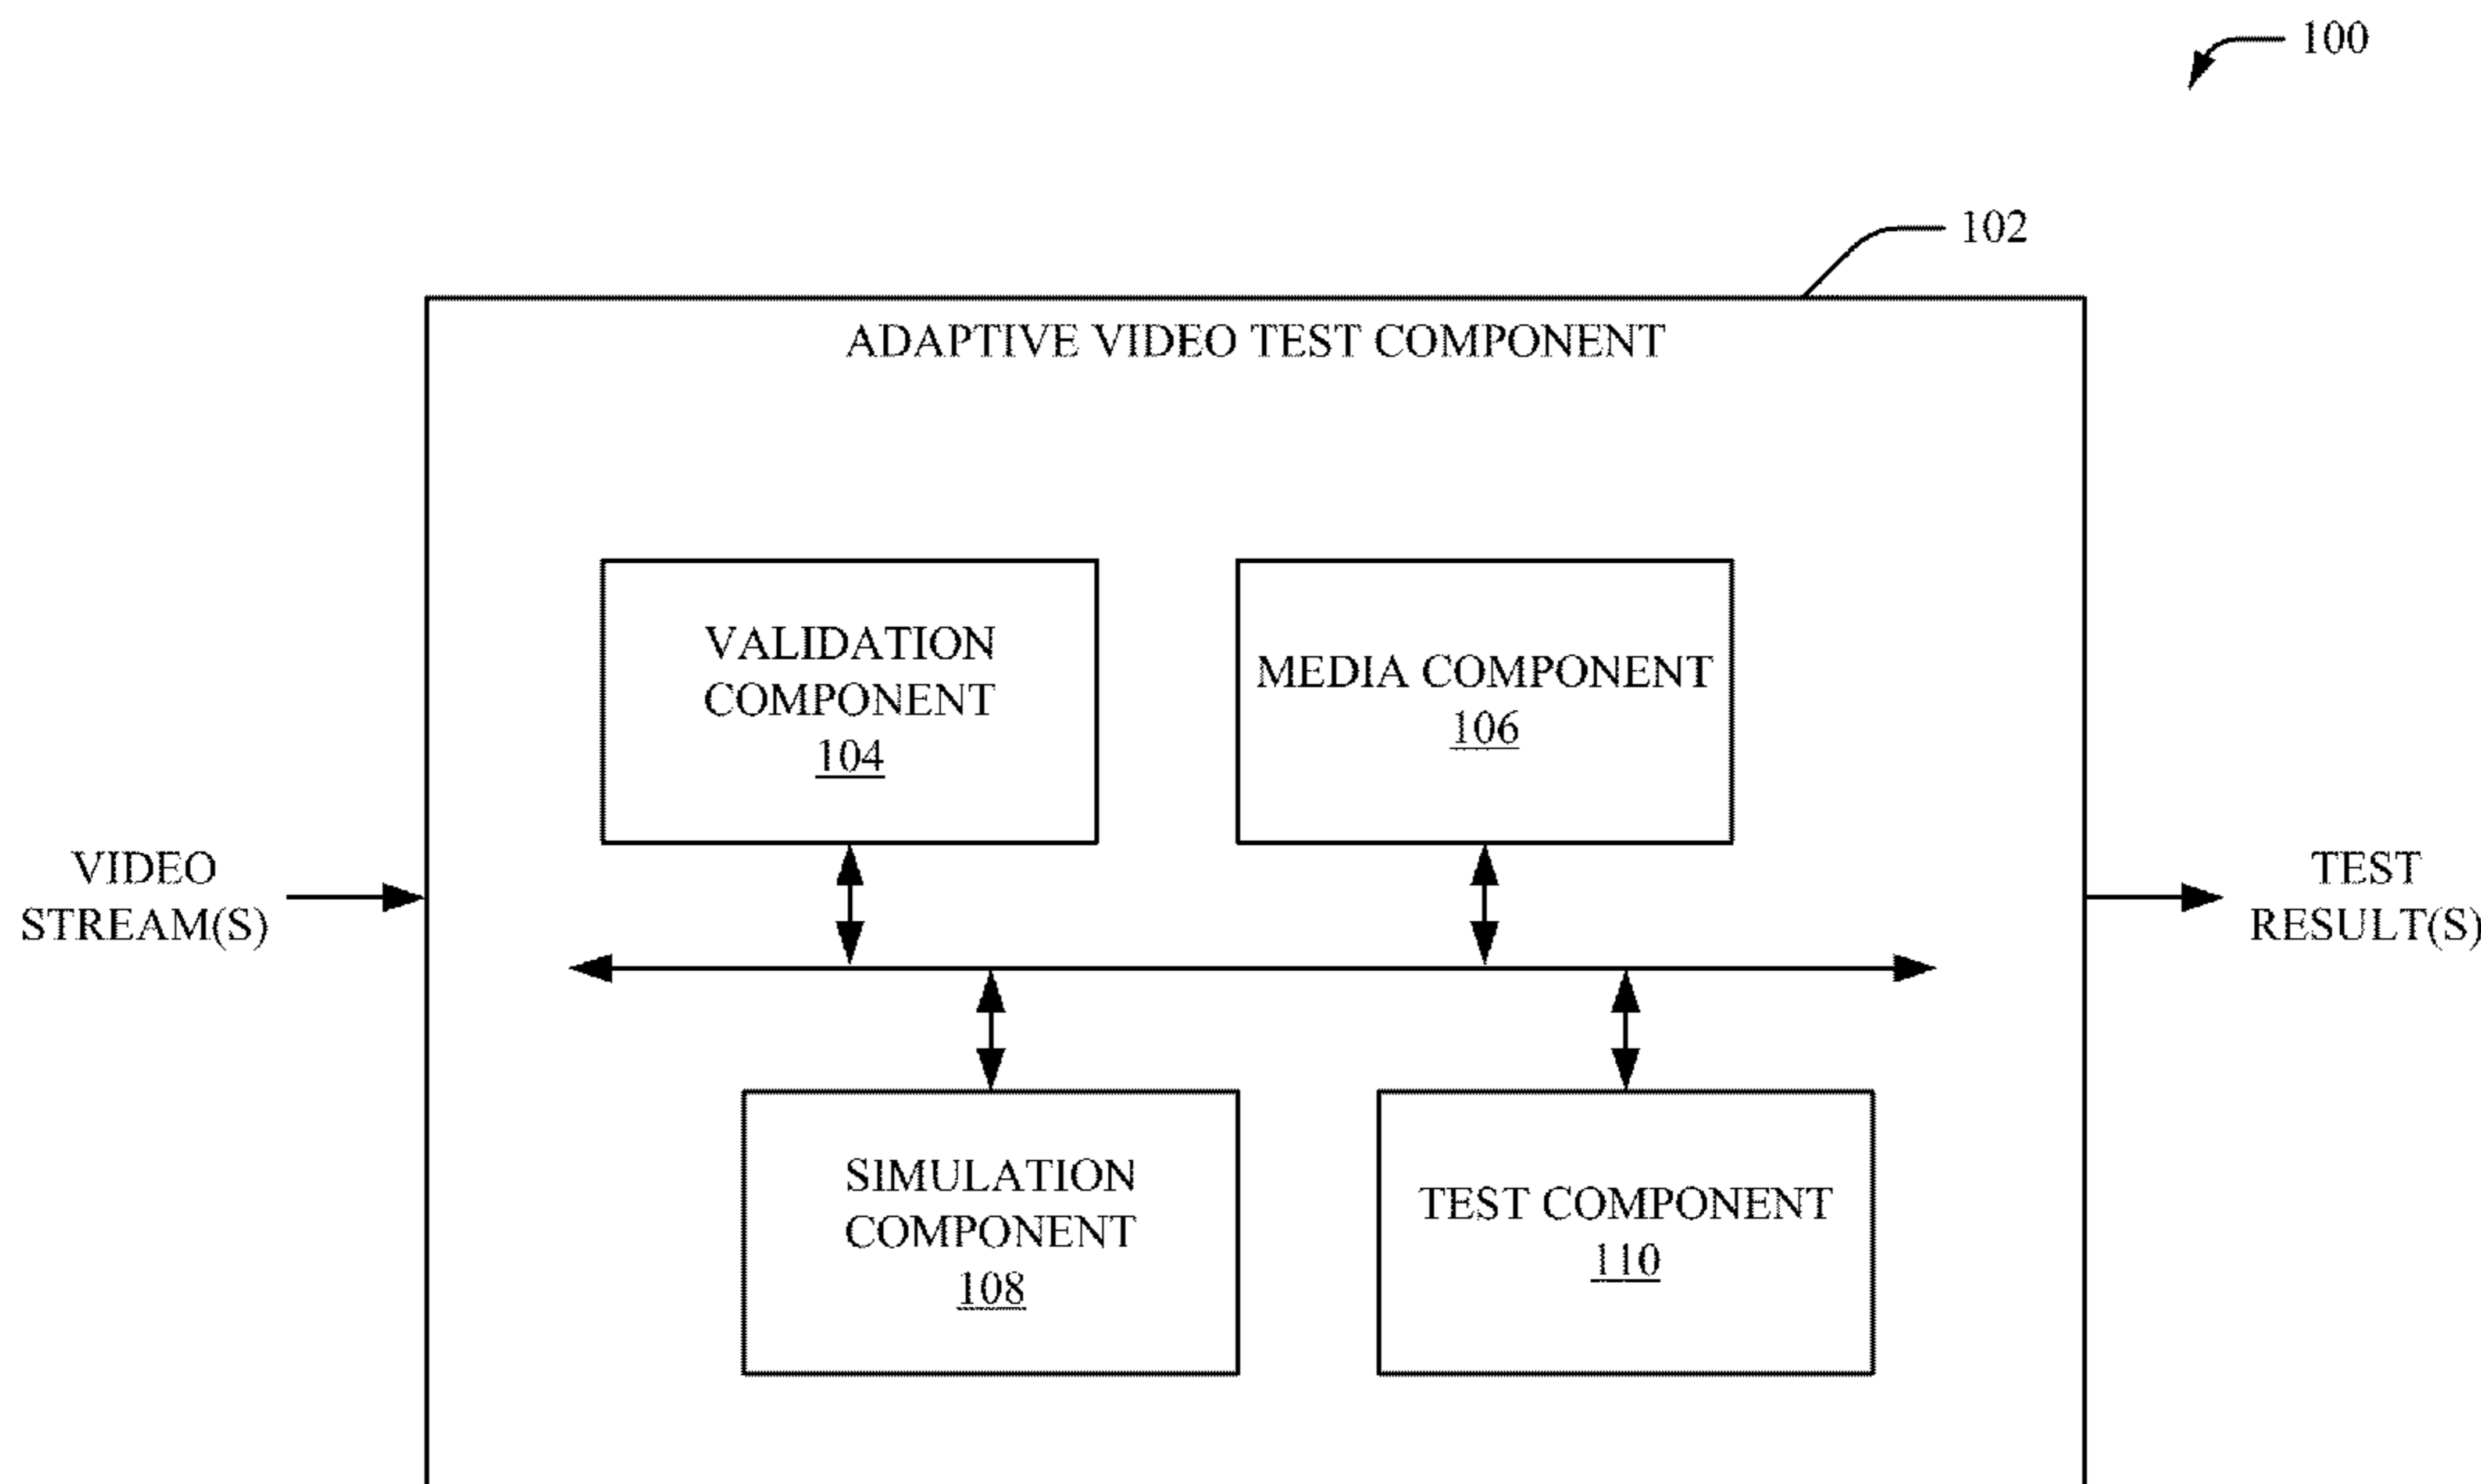 100
102
ADAPTIVE VIDEO TEST COMPONENT
VALIDATION
COMPONENT
104
MEDIA COMPONENT
106
VIDEO
STREAM(S)
TEST
RESULT(S)
SIMULATION
COMPONENT
108
TEST COMPONENT
110